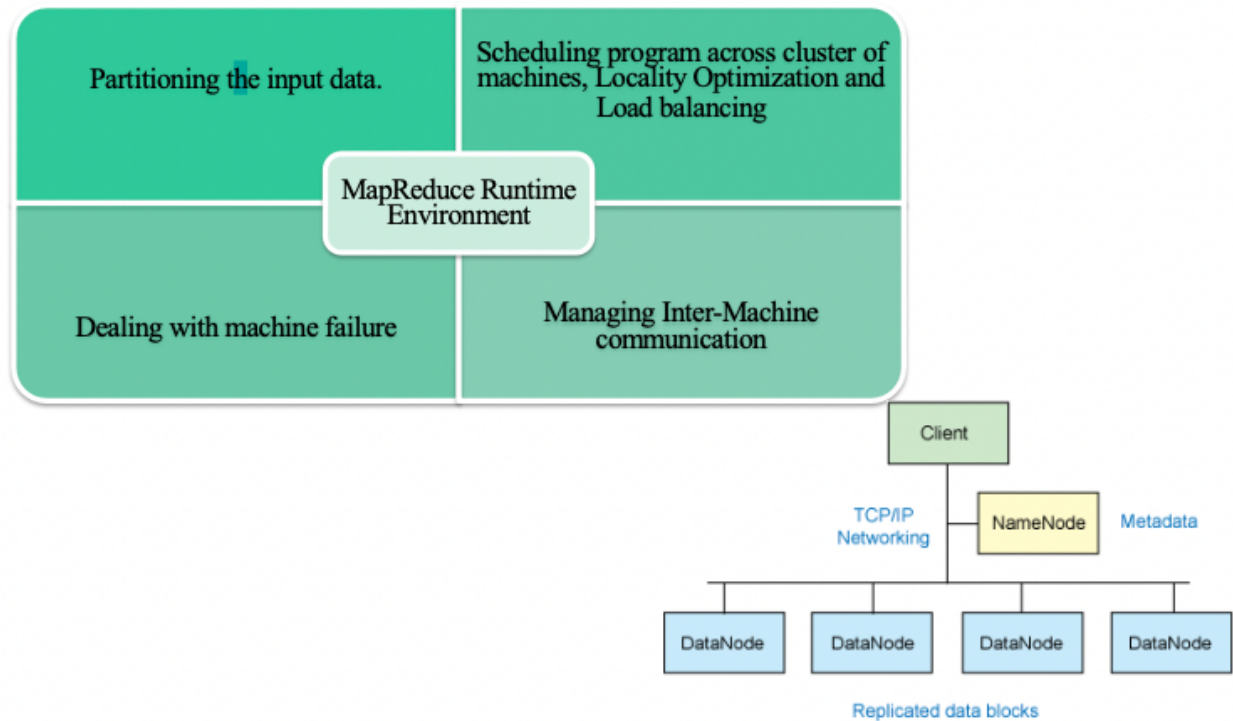 Partitioning the input data.
Scheduling program across cluster of
machines, Locality Optimization and
Load balancing
MapReduce Runtime
Environment
Dealing with machine failure
Managing Inter-Machine
communication
Client
TCP/IP
Networking
NameNode
Metadata
DataNode
DataNode
DataNode
DataNode
Replicated data blocks